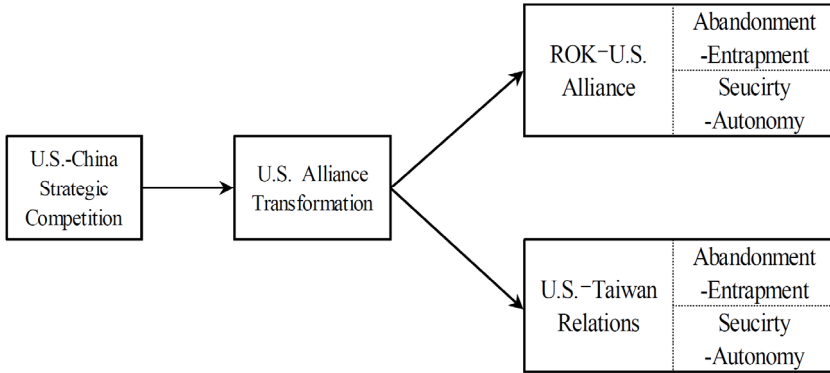 U.S.-China
Strategic
Competition
U.S. Alliance
Transformation
ROK-U.S.
Alliance
Abandonment
-Entrapment
Seucirty
-Autonomy
U.S.-Taiwan
Relations
Abandonment
-Entrapment
Seucirty
-Autonomy